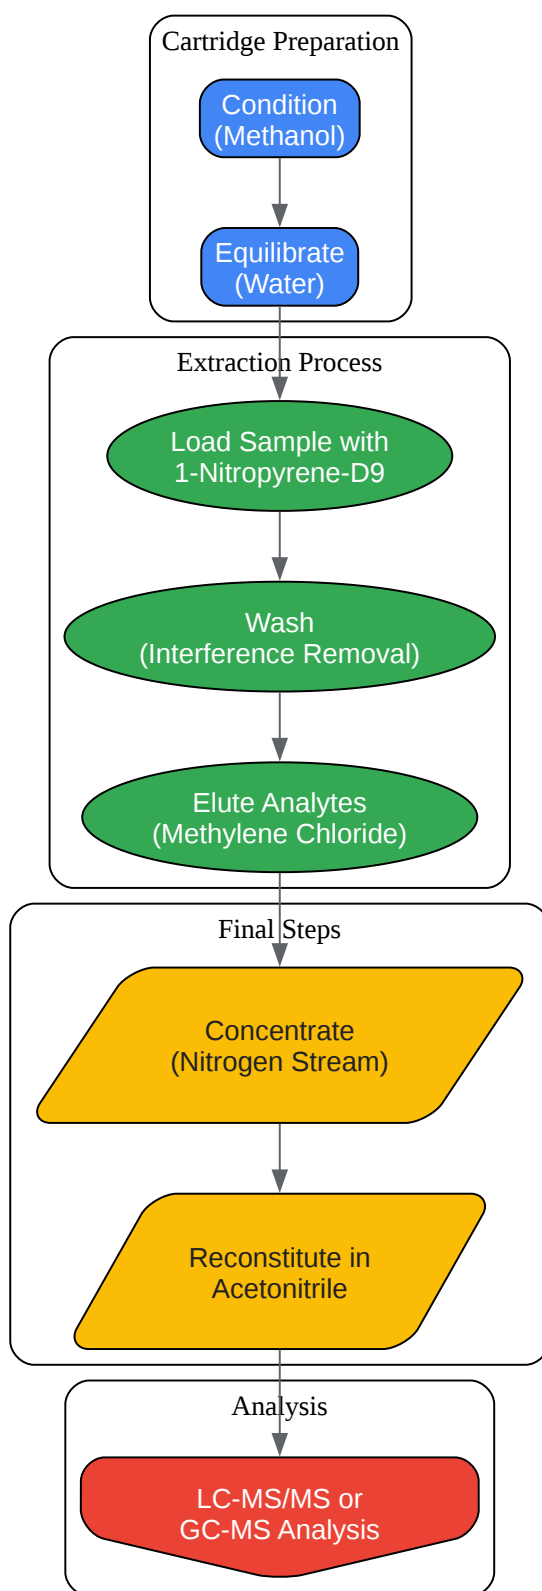 Cartridge Preparation
Condition
(Methanol)
Equilibrate
(Water)
Extraction Process
Load Sample with
1-Nitropyrene-D9
Wash
(Interference Removal)
Elute Analytes
(Methylene Chloride)
Final Steps
Concentrate
(Nitrogen Stream)
Reconstitute in
Acetonitrile
Analysis
LC-MS/MS or
GC-MS Analysis